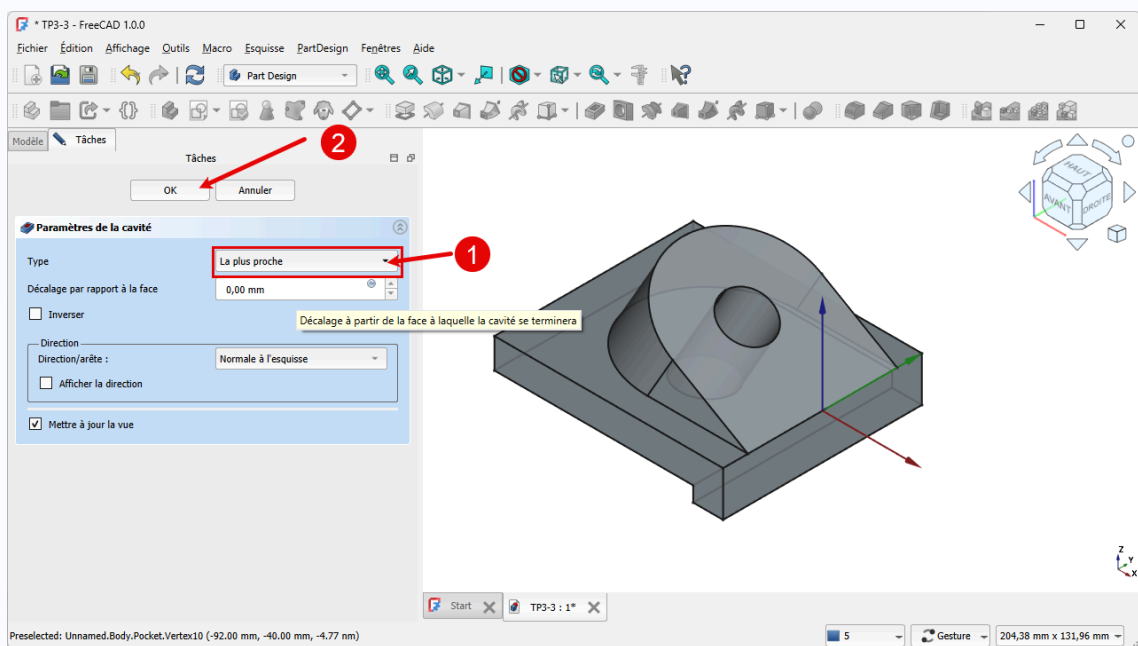 * TP3-3 - FreeCAD 1.0.0
Fichier Édition Affichage Outils Macro Esquisse PartDesign Fenêtres Aide
Part Design
Modèle Tâches
Tâches
2
OK Annuler
HAUT
AVANT DROITE
Paramètres de la cavité
1
Type La plus proche
Décalage par rapport à la face 0,00 mm
Inverser
Décalage à partir de la face à laquelle la cavité se terminera
Direction
Direction/arête : Normale à l'esquisse
Afficher la direction
Mettre à jour la vue
Z
Y
X
Start TP3-3 : 1*
Preselected: Unnamed.Body.Pocket.Vertex10 (-92.00 mm, -40.00 mm, -4.77 nm) 5 Gesture 204,38 mm x 131,96 mm